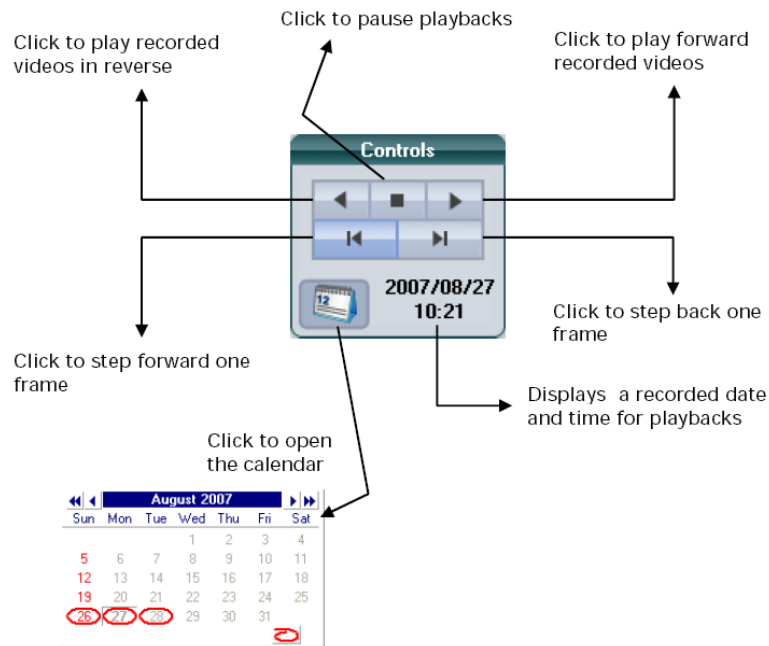 Click to pause playbacks
Click to play recorded
videos in reverse
Click to play forward
recorded videos
Controls
12
2007/08/27
10:21
Click to step forward one
frame
Click to step back one
frame
Displays a recorded date
and time for playbacks
Click to open
the calendar
August 2007
Sun Mon Tue Wed Thu Fri Sat
1 2 3 4
5 6 7 8 9 10 11
12 13 14 15 16 17 18
19 20 21 22 23 24 25
26 27 28 29 30 31